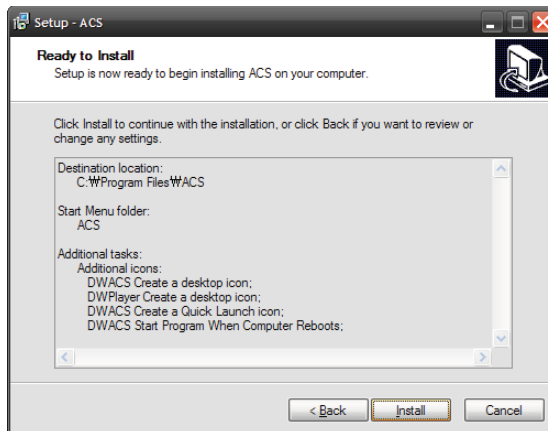 Setup - ACS
Ready to Install
Setup is now ready to begin installing ACS on your computer.
Click Install to continue with the installation, or click Back if you want to review or
change any settings.
Destination location:
C:₩Program Files₩ACS
Start Menu folder:
ACS
Additional tasks:
Additional icons:
DWACS Create a desktop icon;
DWPlayer Create a desktop icon;
DWACS Create a Quick Launch icon;
DWACS Start Program When Computer Reboots;
< Back Install Cancel